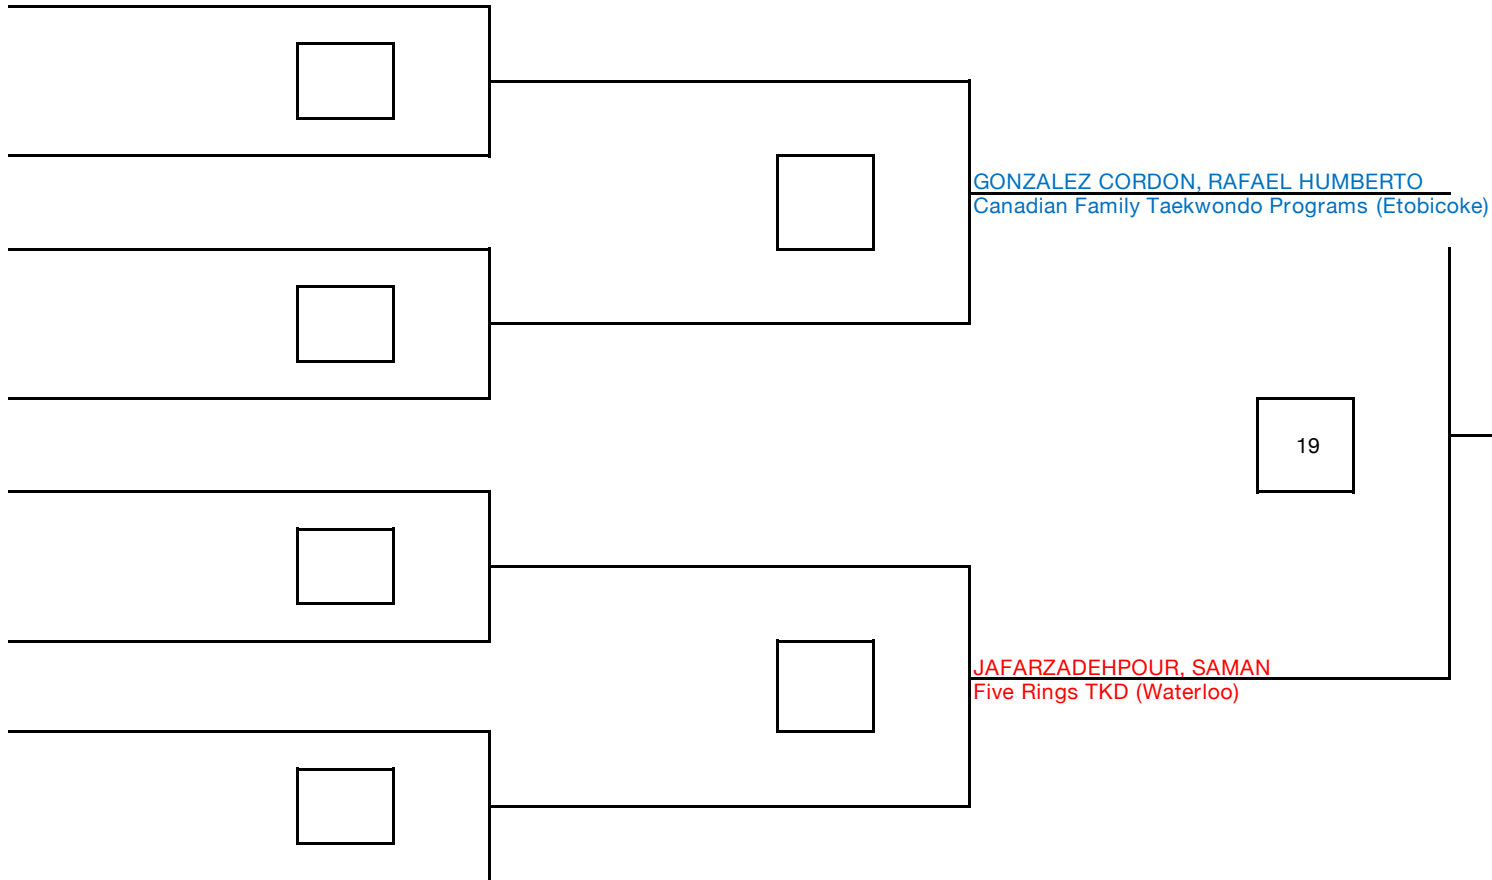 GONZALEZ CORDON, RAFAEL HUMBERTO
Canadian Family Taekwondo Programs (Etobicoke)
19
JAFARZADEHPOUR, SAMAN
Five Rings TKD (Waterloo)